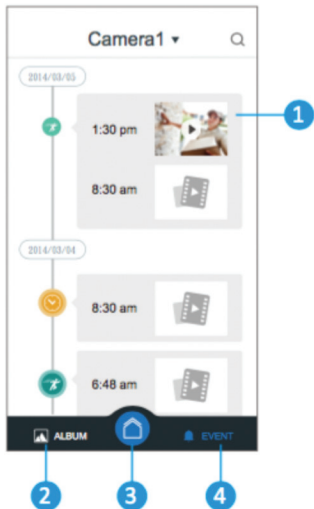 Camera1
2014/03/05
1
1:30 pm
8:30 am
2014/03/04
8:30 am
6:48 am
ALBUM
EVENT
2
3
4